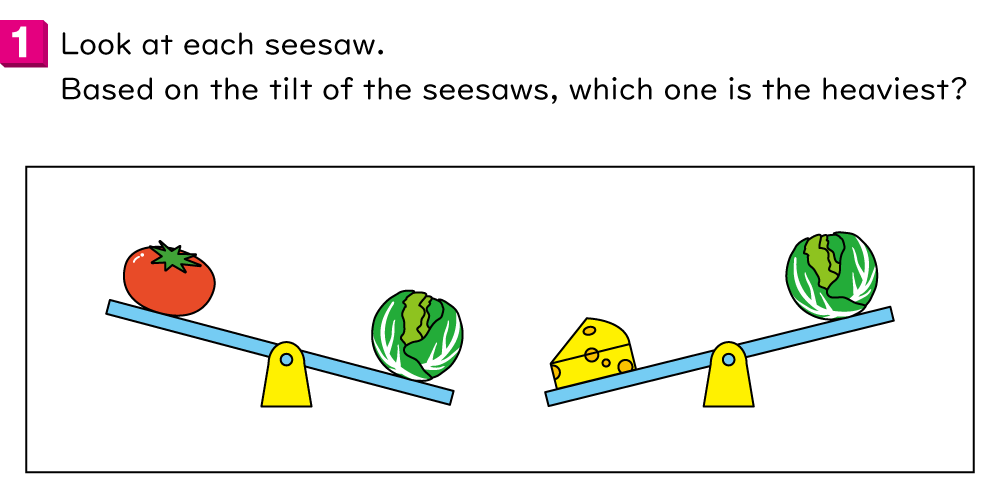 1 Look at each seesaw.
Based on the tilt of the seesaws, which one is the heaviest?